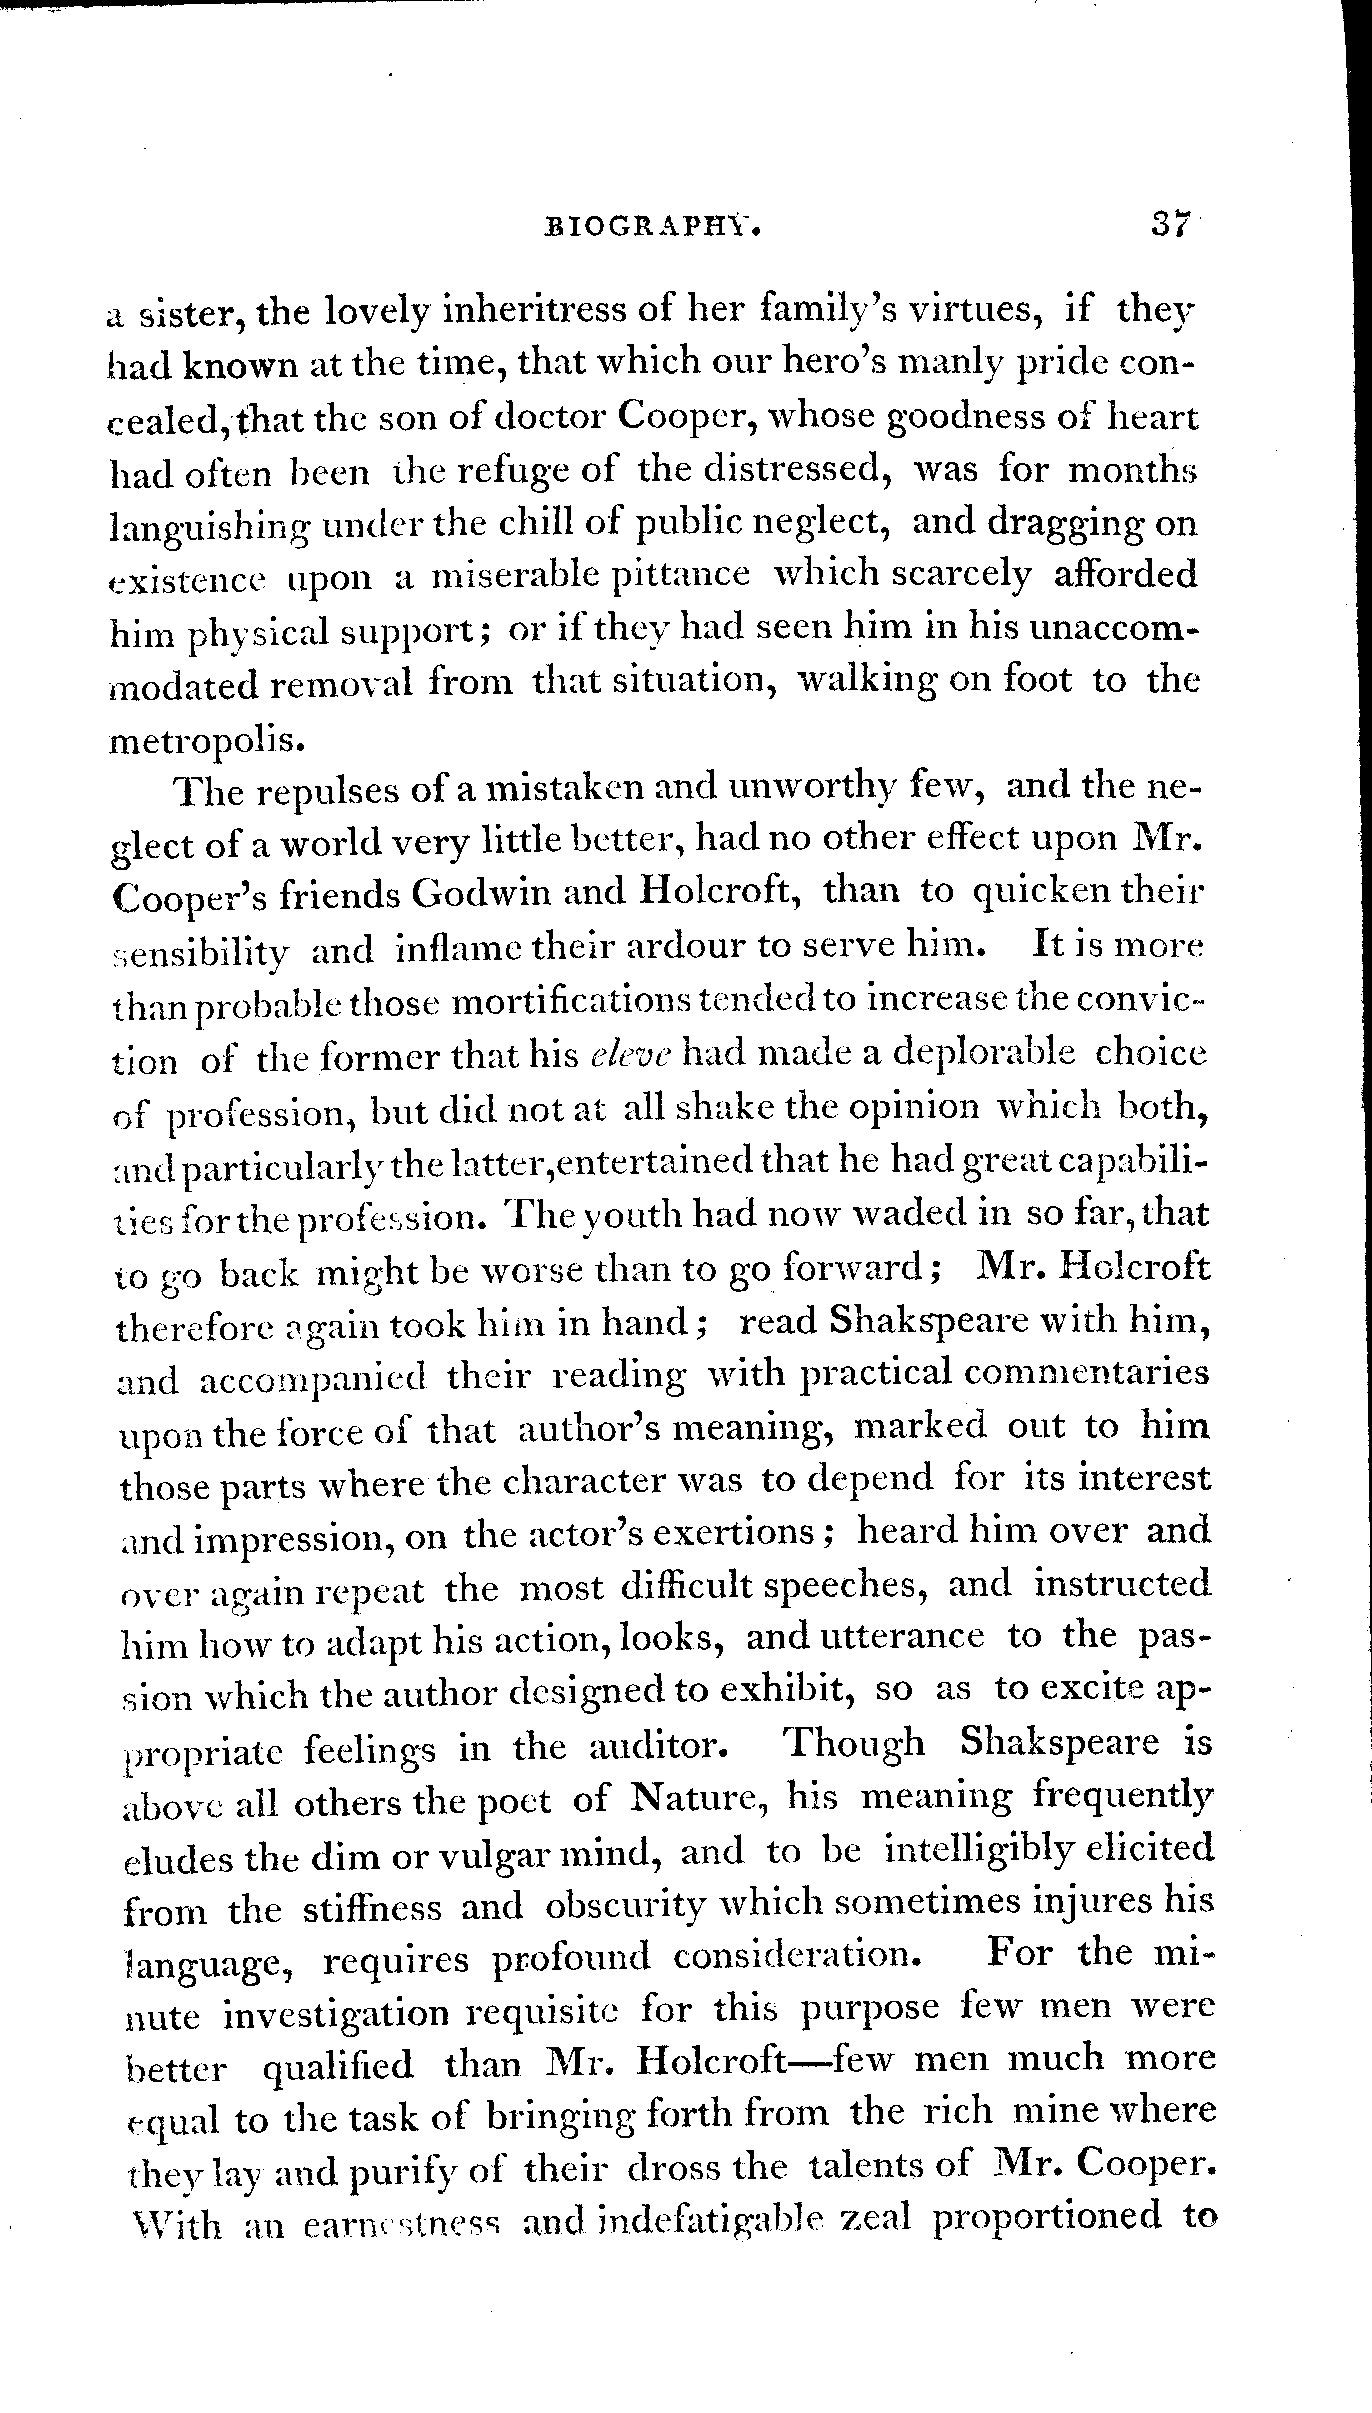 BIOGRAPHY. 37
a sister, the lovely inheritress of her family's virtues, if they
had known at the time, that which our hero's manly pride con-
cealed, that the son of doctor Cooper, whose goodness of heart
had often been the refuge of the distressed, was for months
languishing under the chill of public neglect, and dragging on
existence upon a miserable pittance which scarcely afforded
him physical support; or if they had seen him in his unaccom-
modated removal from that situation, walking on foot to the
metropolis.
The repulses of a mistaken and unworthy few, and the ne-
glect of a world very little better, had no other effect upon Mr.
Cooper's friends Godwin and Holcroft, than to quicken their
sensibility and inflame their ardour to serve him. It is more
than probable those mortifications tended to increase the convic-
tion of the former that his eleve had made a deplorable choice
of profession, but did not at all shake the opinion which both,
and particularly the latter, entertained that he had great capabili-
ties for the profession. The youth had now waded in so far, that
to go back might be worse than to go forward; Mr. Holcroft
therefore again took him in hand; read Shakspeare with him,
and accompanied their reading with practical commentaries
upon the force of that author's meaning, marked out to him
those parts where the character was to depend for its interest
and impression, on the actor's exertions; heard him over and
over again repeat the most difficult speeches, and instructed
him how to adapt his action, looks, and utterance to the pas-
sion which the author designed to exhibit, so as to excite ap-
propriate feelings in the auditor. Though Shakspeare is
above all others the poet of Nature, his meaning frequently
eludes the dim or vulgar mind, and to be intelligibly elicited
from the stiffness and obscurity which sometimes injures his
language, requires profound consideration. For the mi-
nute investigation requisite for this purpose few men were
better qualified than Mr. Holcroft—few men much more
equal to the task of bringing forth from the rich mine where
they lay and purify of their dross the talents of Mr. Cooper.
With an earnestness and indefatigable zeal proportioned to